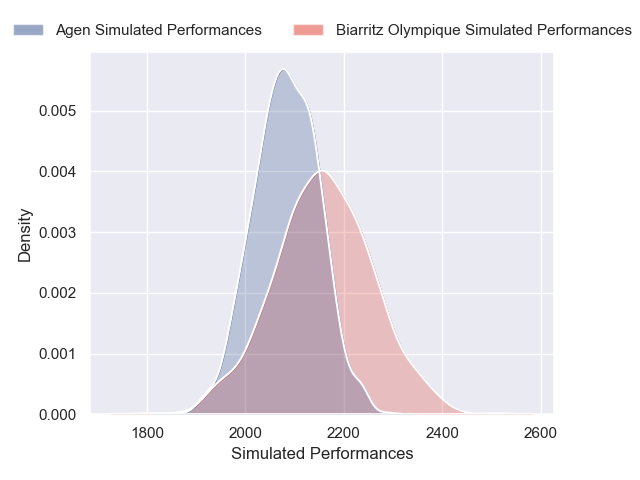 Agen Simulated Performances
Biarritz Olympique Simulated Performances
Density
0.005
0.004
0.003
0.002
0.001
0.000
1800
2000
2200
2400
2600
Simulated Performances